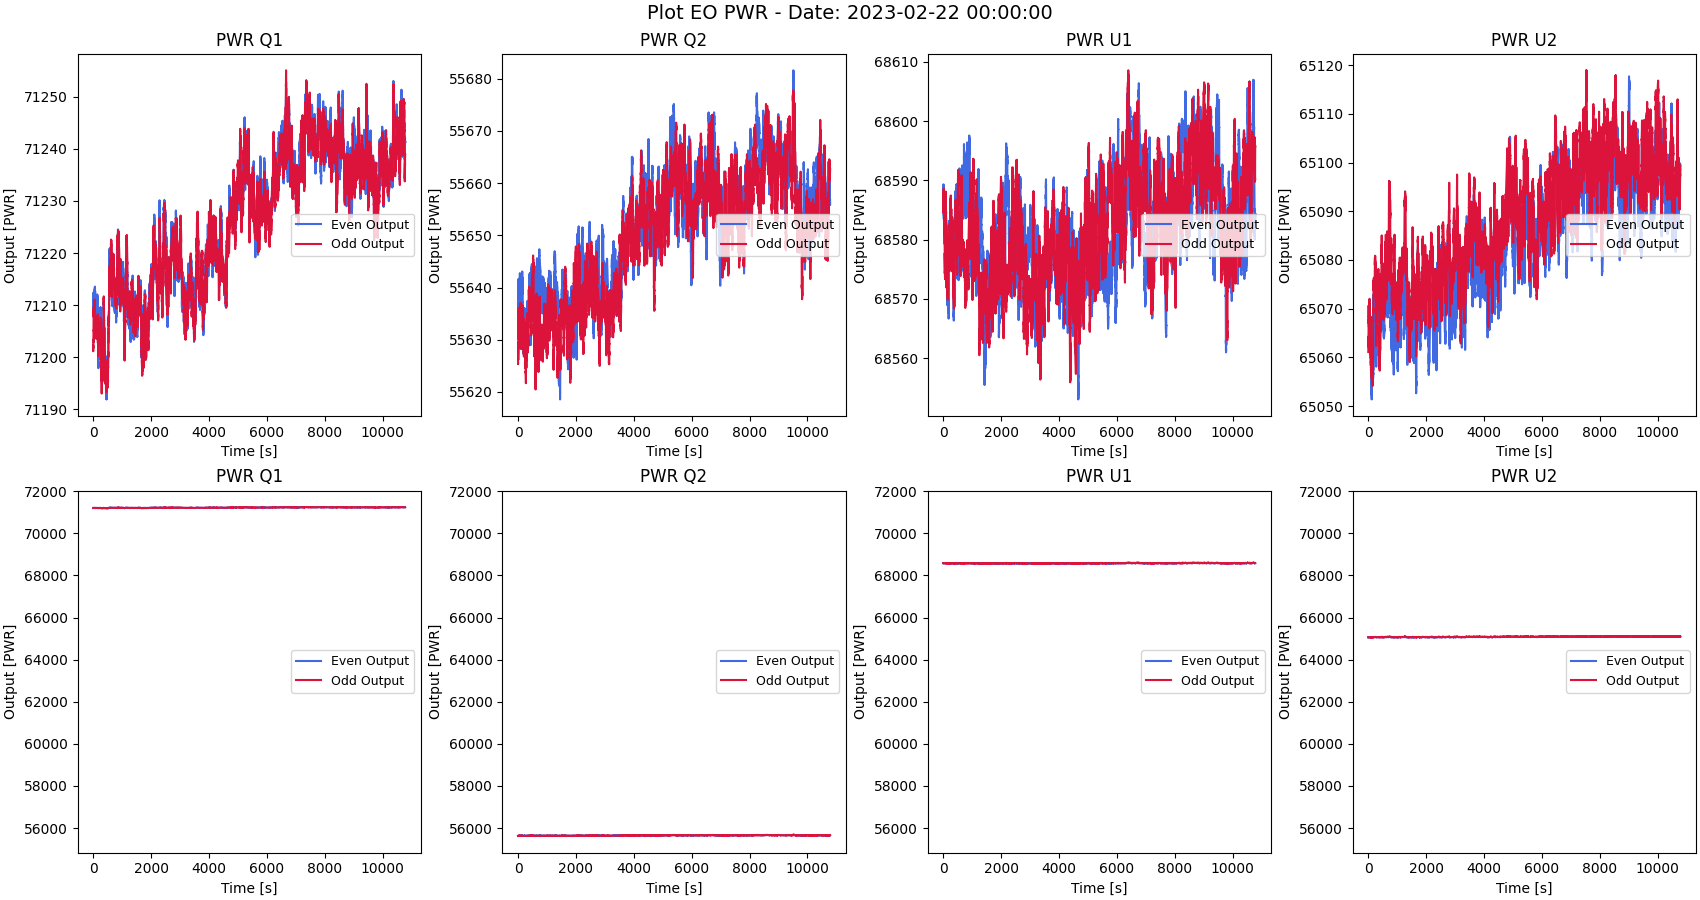 Plot EO PWR - Date: 2023-02-22 00:00:00
PWR Q1
Output [PWR]
71250
71240
71230
71220
71210
71200
71190
0 2000 4000 6000 8000 10000
Time [s]
Even Output
Odd Output
PWR Q2
Output [PWR]
55680
55670
55660
55650
55640
55630
55620
0 2000 4000 6000 8000 10000
Time [s]
Even Output
Odd Output
PWR U1
Output [PWR]
68610
68600
68590
68580
68570
68560
0 2000 4000 6000 8000 10000
Time [s]
Even Output
Odd Output
PWR U2
Output [PWR]
65120
65110
65100
65090
65080
65070
65060
65050
0 2000 4000 6000 8000 10000
Time [s]
Even Output
Odd Output
PWR Q1
Output [PWR]
72000
70000
68000
66000
64000
62000
60000
58000
56000
0 2000 4000 6000 8000 10000
Time [s]
Even Output
Odd Output
PWR Q2
Output [PWR]
72000
70000
68000
66000
64000
62000
60000
58000
56000
0 2000 4000 6000 8000 10000
Time [s]
Even Output
Odd Output
PWR U1
Output [PWR]
72000
70000
68000
66000
64000
62000
60000
58000
56000
0 2000 4000 6000 8000 10000
Time [s]
Even Output
Odd Output
PWR U2
Output [PWR]
72000
70000
68000
66000
64000
62000
60000
58000
56000
0 2000 4000 6000 8000 10000
Time [s]
Even Output
Odd Output